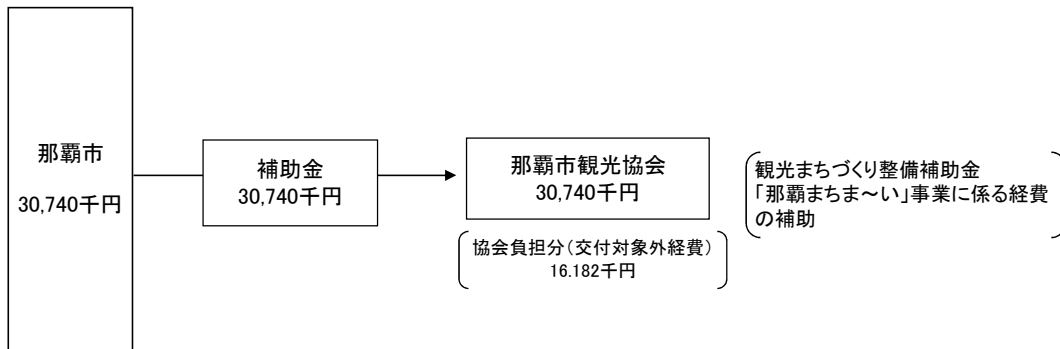 那覇市
30,740千円
補助金
30,740千円
那覇市観光協会
30,740千円
協会負担分(交付対象外経費)
16.182千円
観光まちづくり整備補助金
「那覇まちま～い」事業に係る経費
の補助